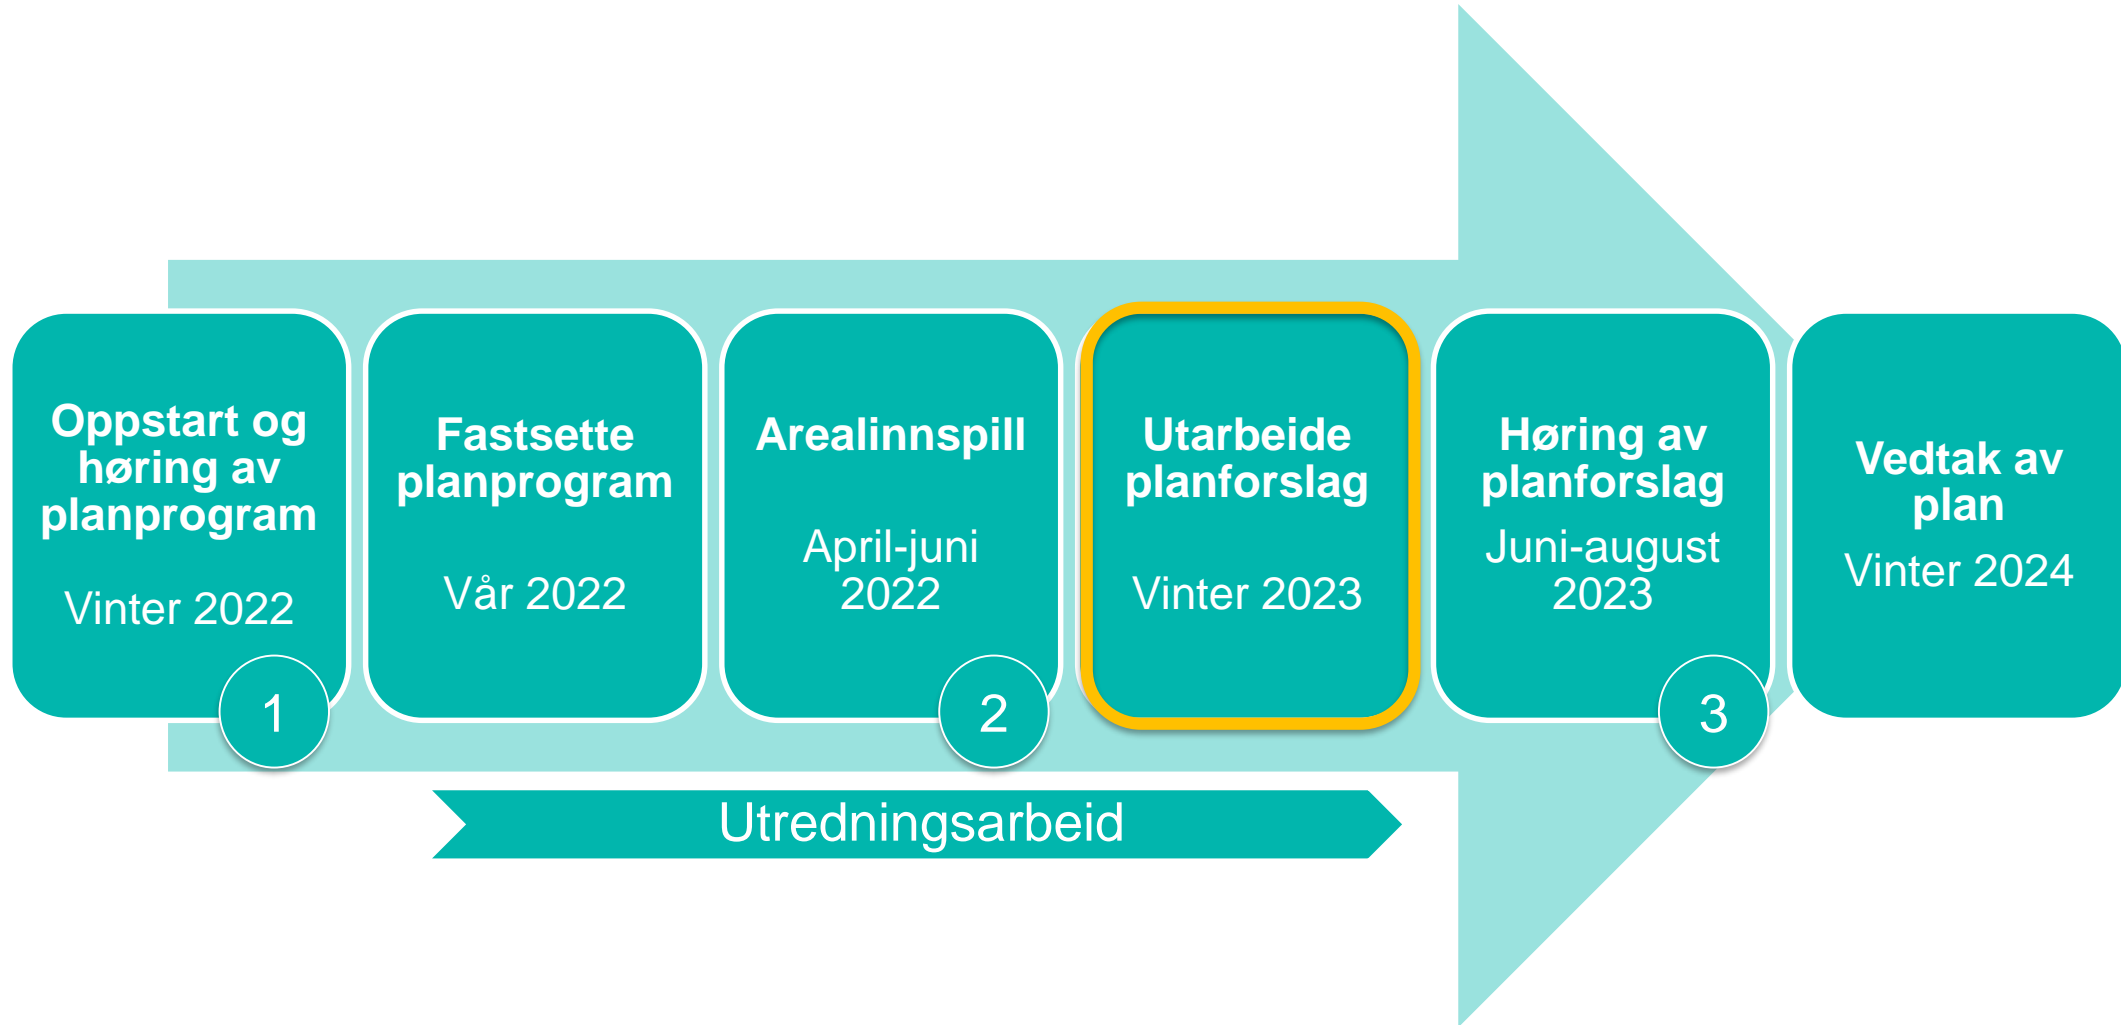 Oppstart og
høring av
planprogram
Vinter 2022
1
Fastsette
planprogram
Vår 2022
Arealinnspill
April-juni
2022
2
Utarbeide
planforslag
Vinter 2023
Høring av
planforslag
Juni-august
2023
3
Vedtak av
plan
Vinter 2024
Utredningsarbeid